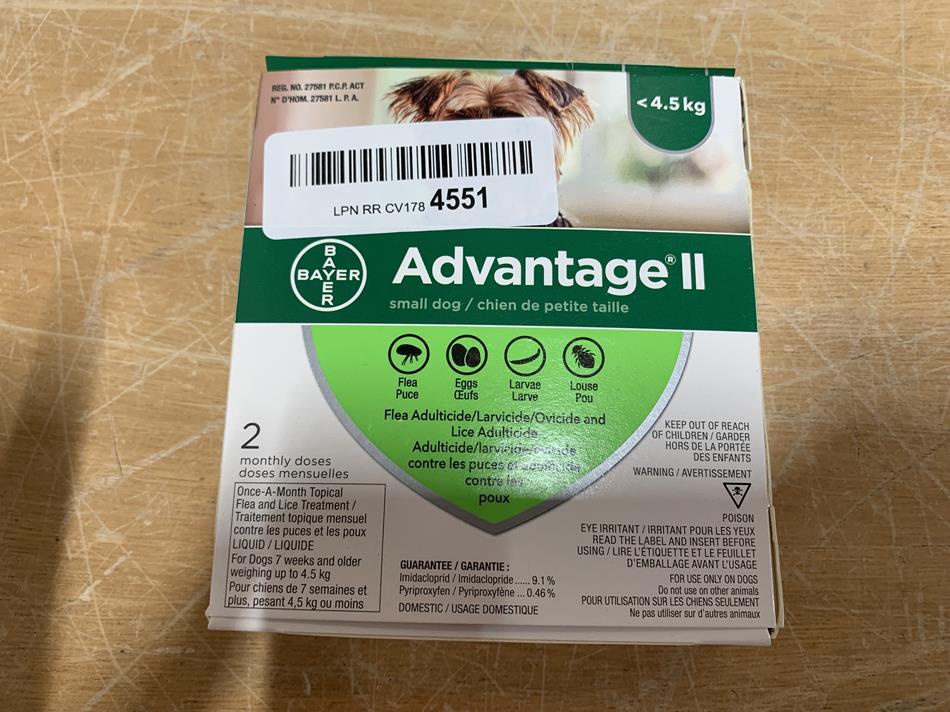 REG. NO. 27581 P.C.P. ACT
N° D'HOM. 27581 L. P. A.
< 4.5 kg
LPN RR CV178 4551
BAYER
BAYER
Advantage® II
small dog / chien de petite taille
Flea
Puce
Eggs
Œufs
Larvae
Larve
Louse
Pou
Flea Adulticide/Larvicide/Ovicide and
Lice Adulticide
Adulticide/larvicide/ovicide
contre les puces et adulticide
contre les
poux
2
monthly doses
doses mensuelles
Once-A-Month Topical
Flea and Lice Treatment /
Traitement topique mensuel
contre les puces et les poux
LIQUID / LIQUIDE
For Dogs 7 weeks and older
weighing up to 4.5 kg
Pour chiens de 7 semaines et
plus, pesant 4,5 kg ou moins
GUARANTEE / GARANTIE :
Imidacloprid / Imidaclopride...... 9.1 %
Pyriproxyfen / Pyriproxyfène ... 0.46 %
DOMESTIC / USAGE DOMESTIQUE
KEEP OUT OF REACH
OF CHILDREN / GARDER
HORS DE LA PORTÉE
DES ENFANTS
WARNING / AVERTISSEMENT
POISON
EYE IRRITANT / IRRITANT POUR LES YEUX
READ THE LABEL AND INSERT BEFORE
USING / LIRE L'ÉTIQUETTE ET LE FEUILLET
D'EMBALLAGE AVANT L'USAGE
FOR USE ONLY ON DOGS
Do not use on other animals
POUR UTILISATION SUR LES CHIENS SEULEMENT
Ne pas utiliser sur d'autres animaux